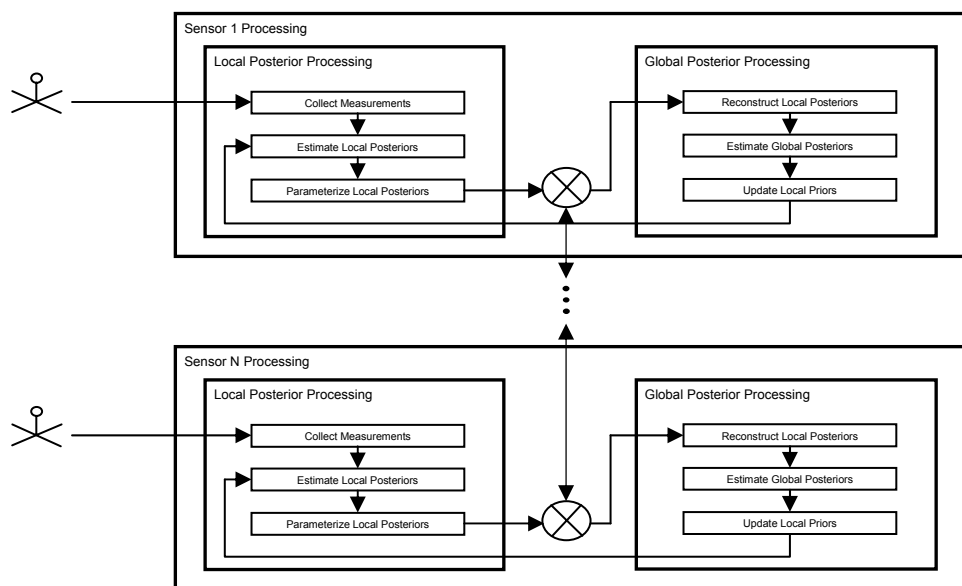 Sensor 1 Processing
Local Posterior Processing
Collect Measurements
Estimate Local Posteriors
Parameterize Local Posteriors
Global Posterior Processing
Reconstruct Local Posteriors
Estimate Global Posteriors
Update Local Priors
Sensor N Processing
Local Posterior Processing
Collect Measurements
Estimate Local Posteriors
Parameterize Local Posteriors
Global Posterior Processing
Reconstruct Local Posteriors
Estimate Global Posteriors
Update Local Priors